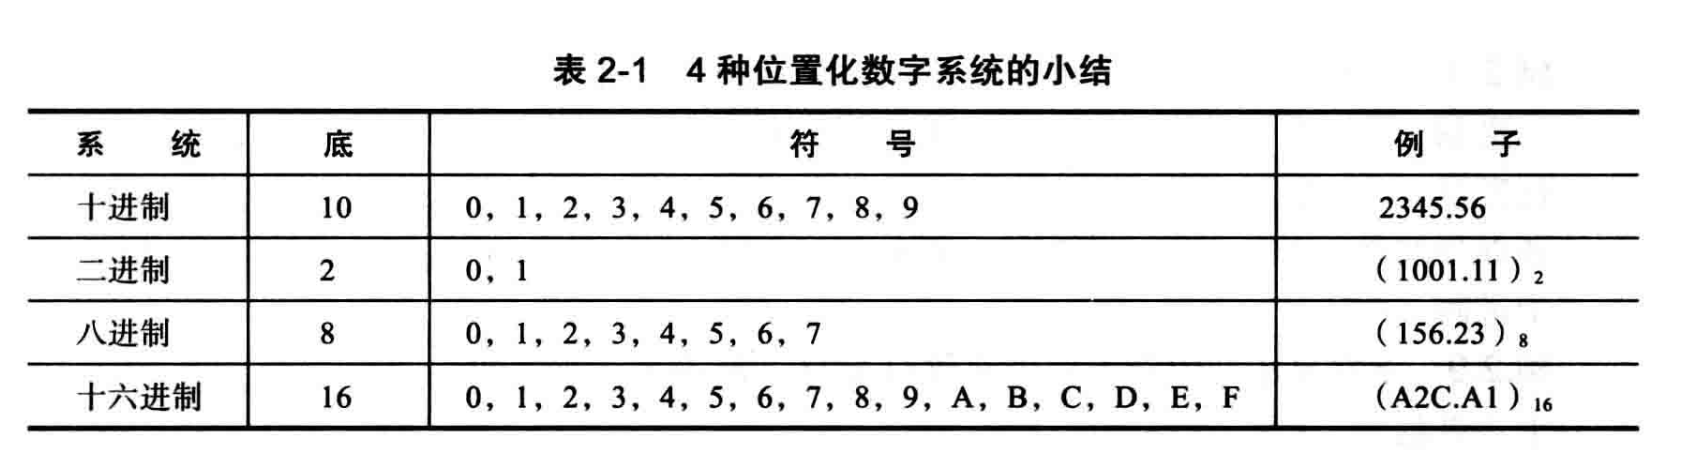 表 2-1 4 种位置化数字系统的小结
系 统 底 符 号 例 子
十进制 10 0，1，2，3，4，5，6，7，8，9 2345.56
二进制 2 0，1 （1001.11）₂
八进制 8 0，1，2，3，4，5，6，7 （156.23）₈
十六进制 16 0，1，2，3，4，5，6，7，8，9，A，B，C，D，E，F （A2C.A1）₁₆